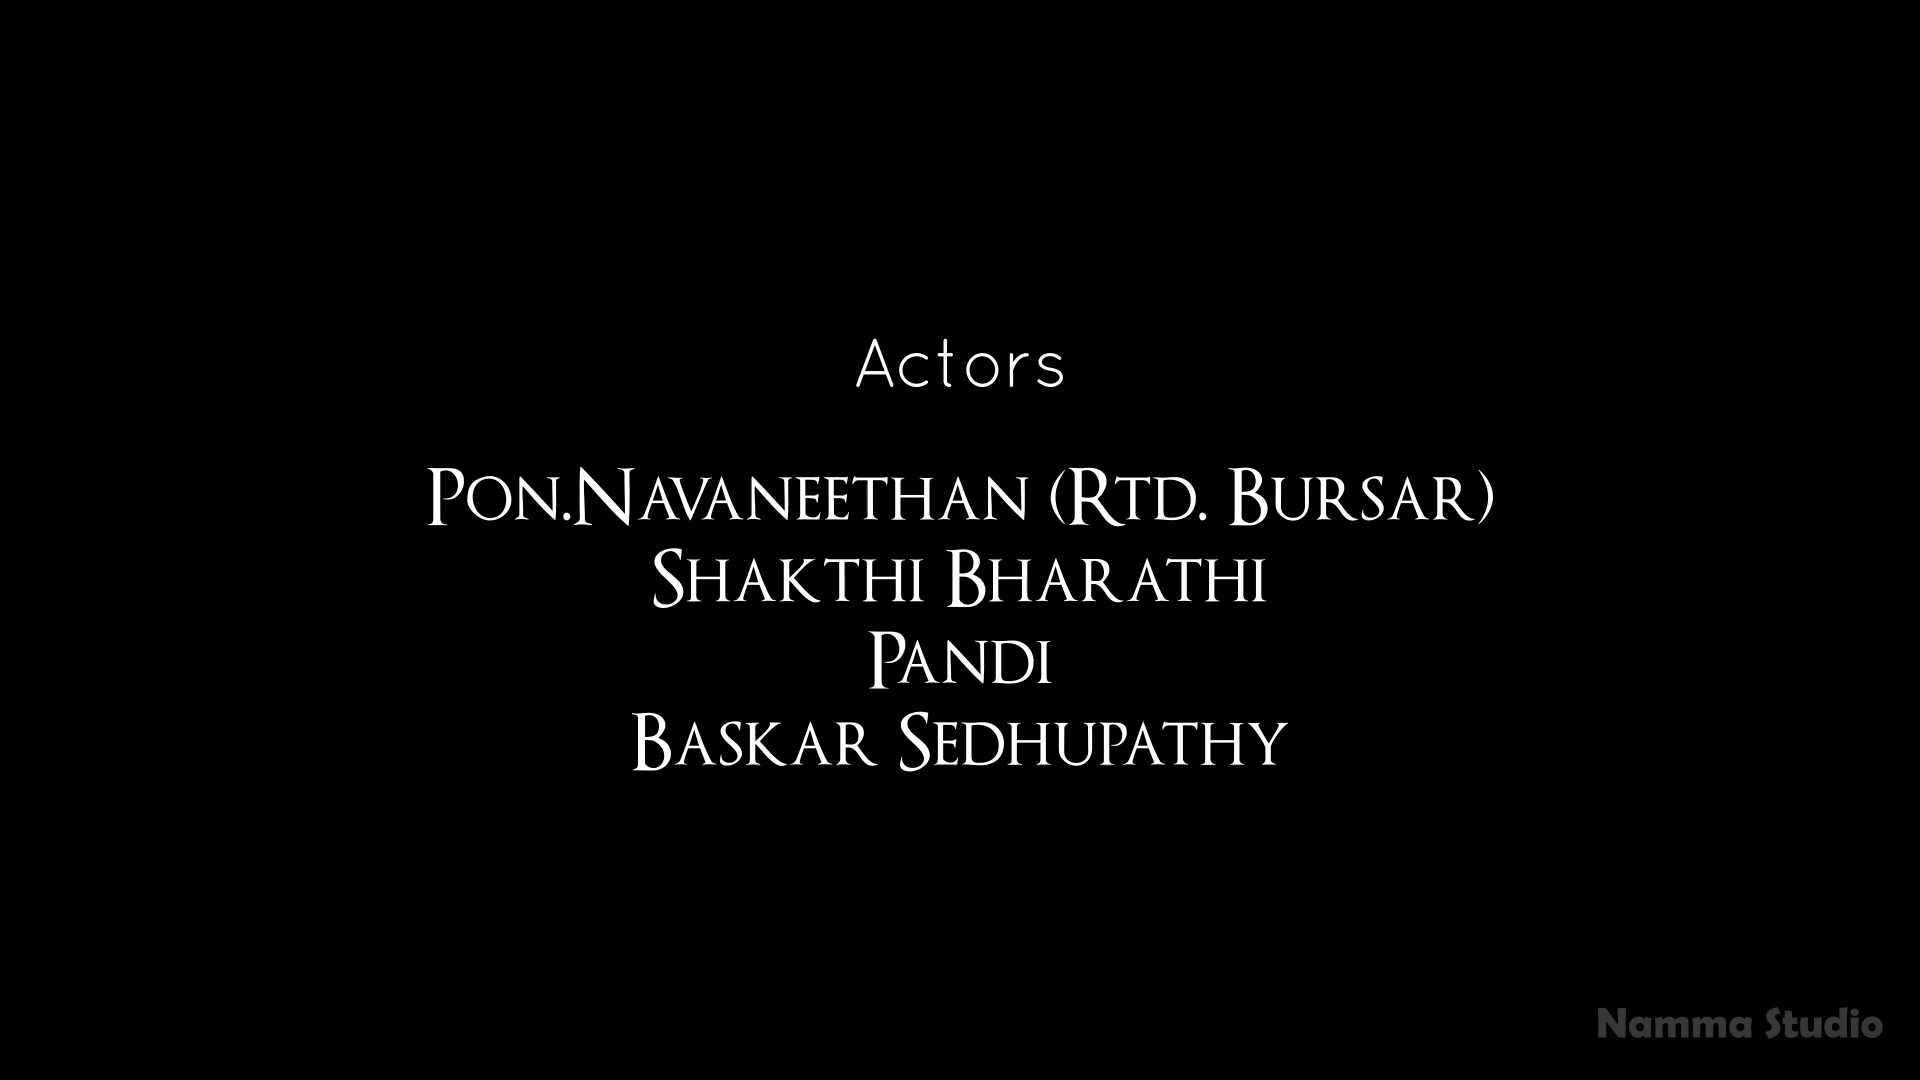 Actors
Pon.Navaneethan (Rtd. Bursar)
Shakthi Bharathi
Pandi
Baskar Sedhupathy
Namma Studio